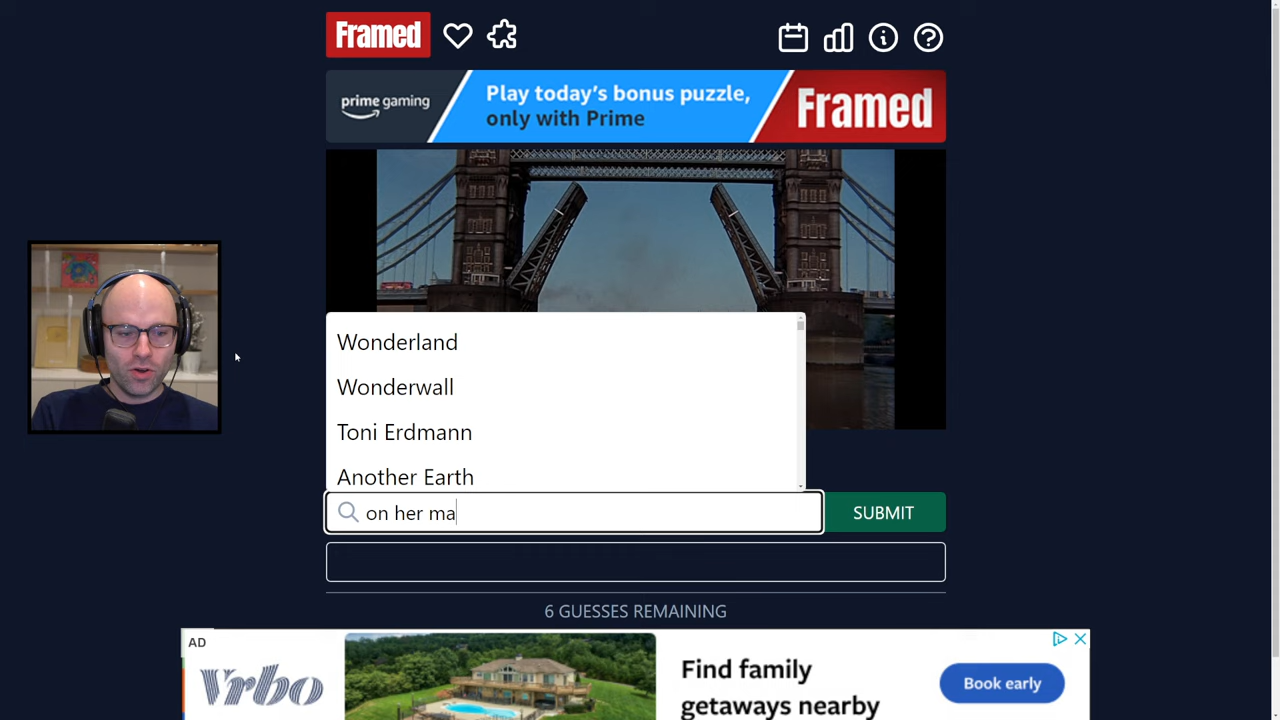 Framed
prime gaming
Play today's bonus puzzle,
only with Prime
Framed
Wonderland
Wonderwall
Toni Erdmann
Another Earth
on her ma
SUBMIT
6 GUESSES REMAINING
AD
Vrbo
Find family
getaways nearby
Book early